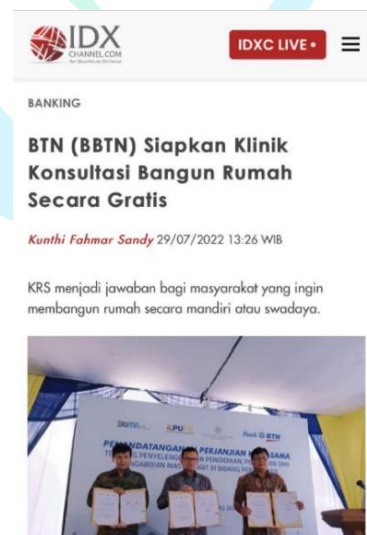 IDX
CHANNEL.COM
IDXC LIVE •
BANKING
BTN (BBTN) Siapkan Klinik
Konsultasi Bangun Rumah
Secara Gratis
Kunthi Fahmar Sandy 29/07/2022 13:26 WIB
KRS menjadi jawaban bagi masyarakat yang ingin
membangun rumah secara mandiri atau swadaya.
BUMN
PU
BTN